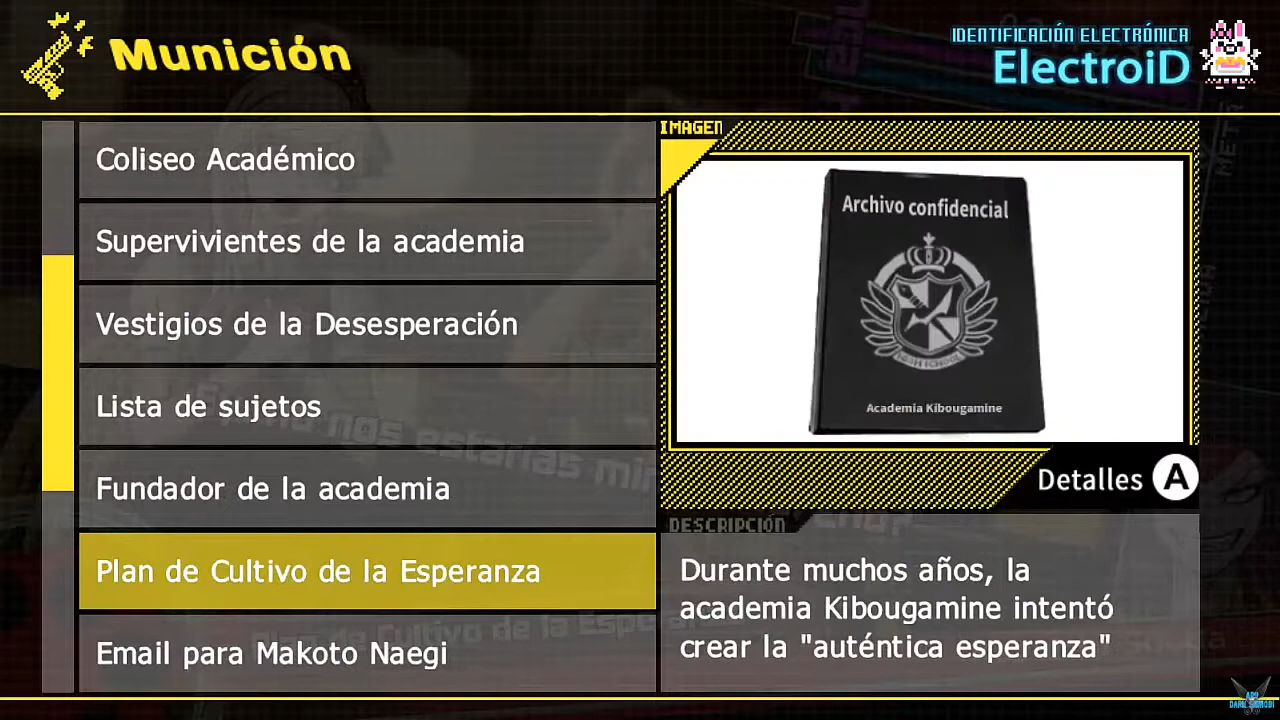 Munición
IDENTIFICACIÓN ELECTRÓNICA
ElectroiD
Coliseo Académico
Supervivientes de la academia
Vestigios de la Desesperación
Lista de sujetos
Fundador de la academia
Plan de Cultivo de la Esperanza
Email para Makoto Naegi
IMAGEN
Archivo confidencial
HIGH SCHOOL
Academia Kibougamine
Detalles A
DESCRIPCIÓN
Durante muchos años, la
academia Kibougamine intentó
crear la "auténtica esperanza"